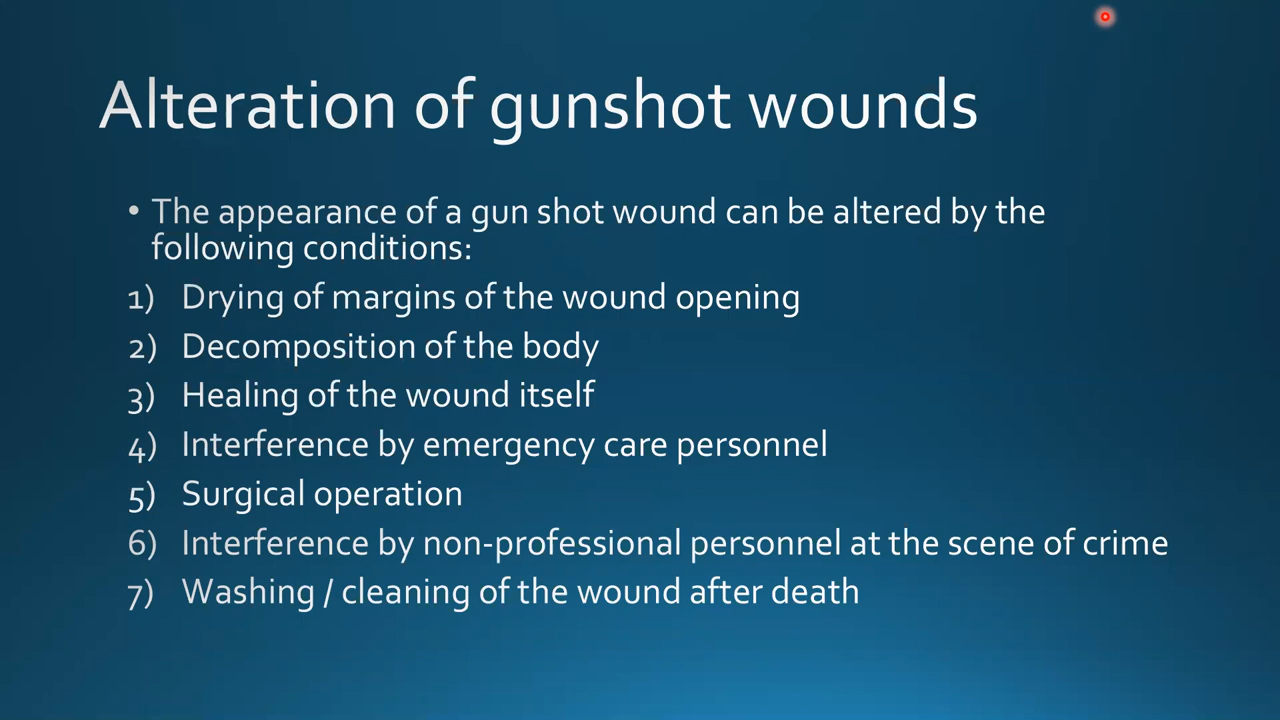 Alteration of gunshot wounds
• The appearance of a gun shot wound can be altered by the
following conditions:
1) Drying of margins of the wound opening
2) Decomposition of the body
3) Healing of the wound itself
4) Interference by emergency care personnel
5) Surgical operation
6) Interference by non-professional personnel at the scene of crime
7) Washing / cleaning of the wound after death